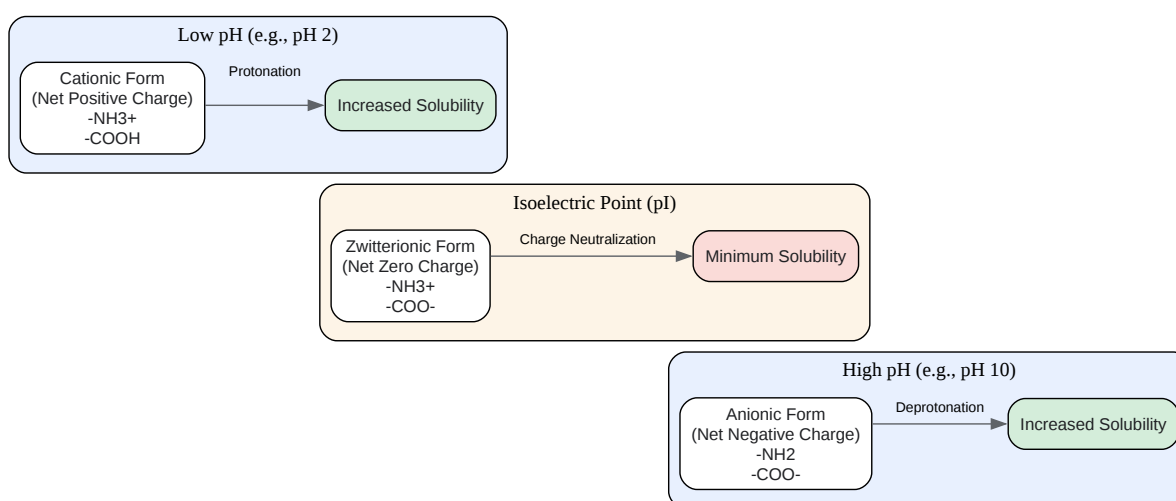 Low pH (e.g., pH 2)
Cationic Form
(Net Positive Charge)
-NH3+
-COOH
Protonation
Increased Solubility
Isoelectric Point (pI)
Zwitterionic Form
(Net Zero Charge)
-NH3+
-COO-
Charge Neutralization
Minimum Solubility
High pH (e.g., pH 10)
Anionic Form
(Net Negative Charge)
-NH2
-COO-
Deprotonation
Increased Solubility